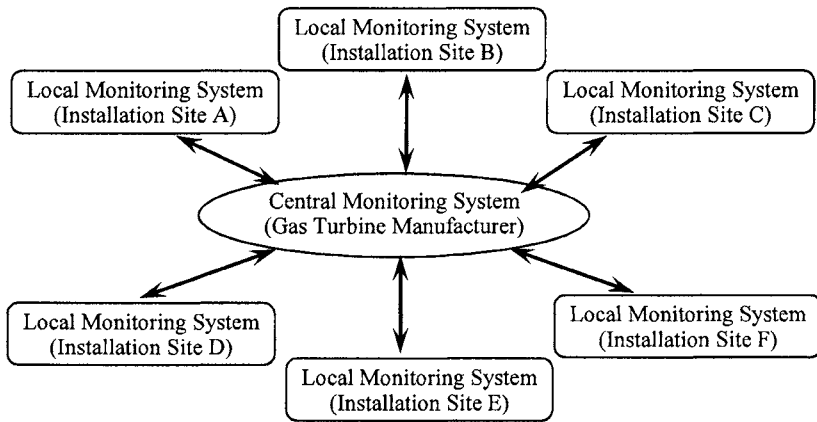 Local Monitoring System
(Installation Site B)
Local Monitoring System
(Installation Site A)
Local Monitoring System
(Installation Site C)
Central Monitoring System
(Gas Turbine Manufacturer)
Local Monitoring System
(Installation Site D)
Local Monitoring System
(Installation Site F)
Local Monitoring System
(Installation Site E)